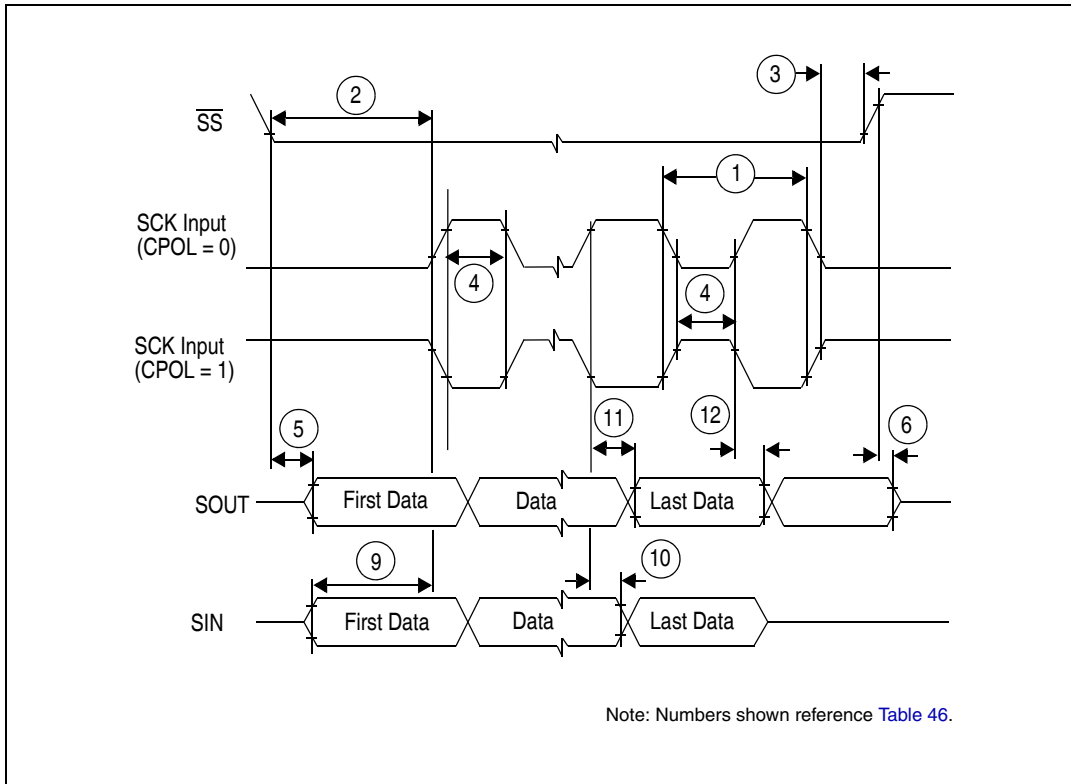 3
2
SS
1
SCK Input
(CPOL = 0)
4
4
SCK Input
(CPOL = 1)
11
12
5
6
SOUT
First Data
Data
Last Data
9
10
SIN
First Data
Data
Last Data
Note: Numbers shown reference Table 46.